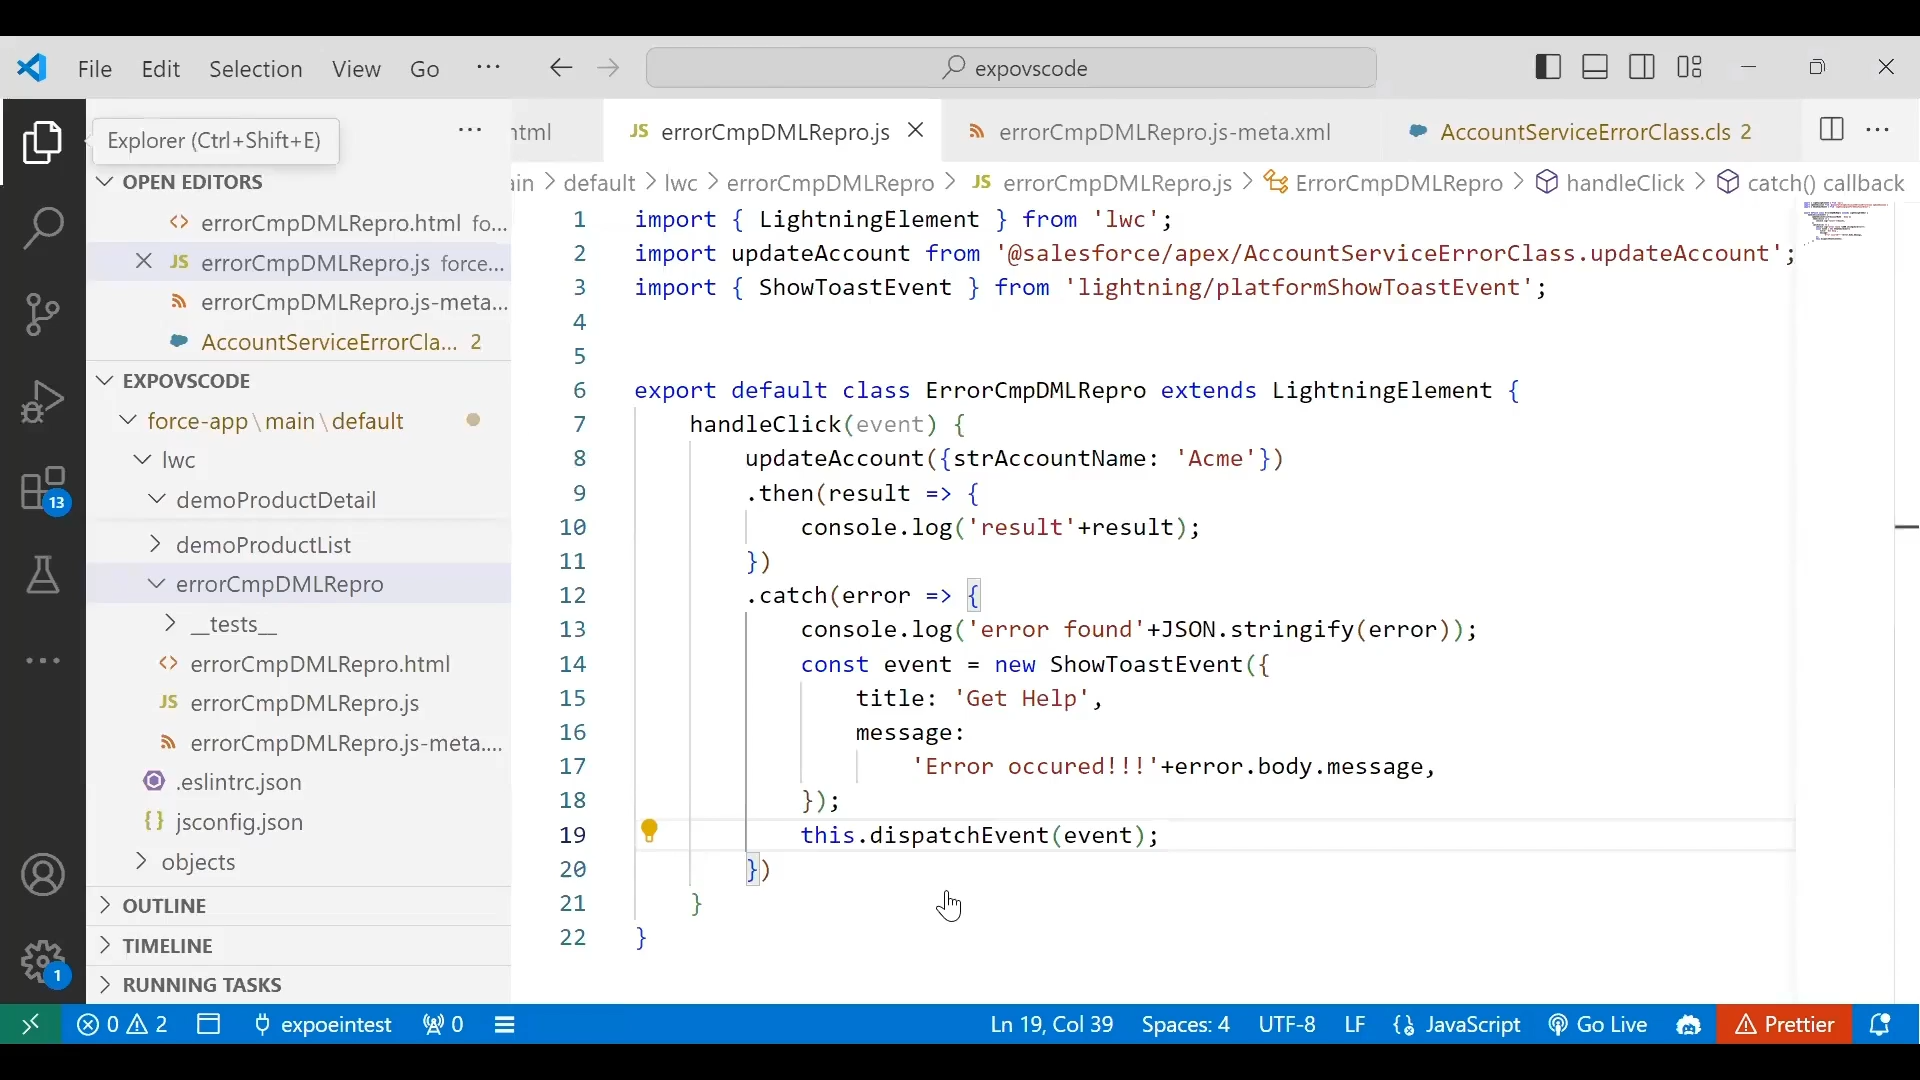 File Edit Selection View Go ··· expovscode
Explorer (Ctrl+Shift+E) ···
html JS errorCmpDMLRepro.js errorCmpDMLRepro.js-meta.xml AccountServiceErrorClass.cls 2 ···
ain > default > lwc > errorCmpDMLRepro > JS errorCmpDMLRepro.js > ErrorCmpDMLRepro > handleClick > catch() callback
OPEN EDITORS
errorCmpDMLRepro.html fo...
JS errorCmpDMLRepro.js force...
errorCmpDMLRepro.js-meta...
AccountServiceErrorCla... 2
EXPOVSCODE
force-app\main\default
lwc
demoProductDetail
demoProductList
errorCmpDMLRepro
__tests__
errorCmpDMLRepro.html
JS errorCmpDMLRepro.js
errorCmpDMLRepro.js-meta....
.eslintrc.json
{} jsconfig.json
objects
OUTLINE
TIMELINE
RUNNING TASKS
13
1
1 import { LightningElement } from 'lwc';
2 import updateAccount from '@salesforce/apex/AccountServiceErrorClass.updateAccount';
3 import { ShowToastEvent } from 'lightning/platformShowToastEvent';
4
5
6 export default class ErrorCmpDMLRepro extends LightningElement {
7 handleClick(event) {
8 updateAccount({strAccountName: 'Acme'})
9 .then(result => {
10 console.log('result'+result);
11 })
12 .catch(error => {
13 console.log('error found'+JSON.stringify(error));
14 const event = new ShowToastEvent({
15 title: 'Get Help',
16 message:
17 'Error occured!!!'+error.body.message,
18 });
19 this.dispatchEvent(event);
20 })
21 }
22 }
0 2 expoeintest 0 Ln 19, Col 39 Spaces: 4 UTF-8 LF JavaScript Go Live Prettier